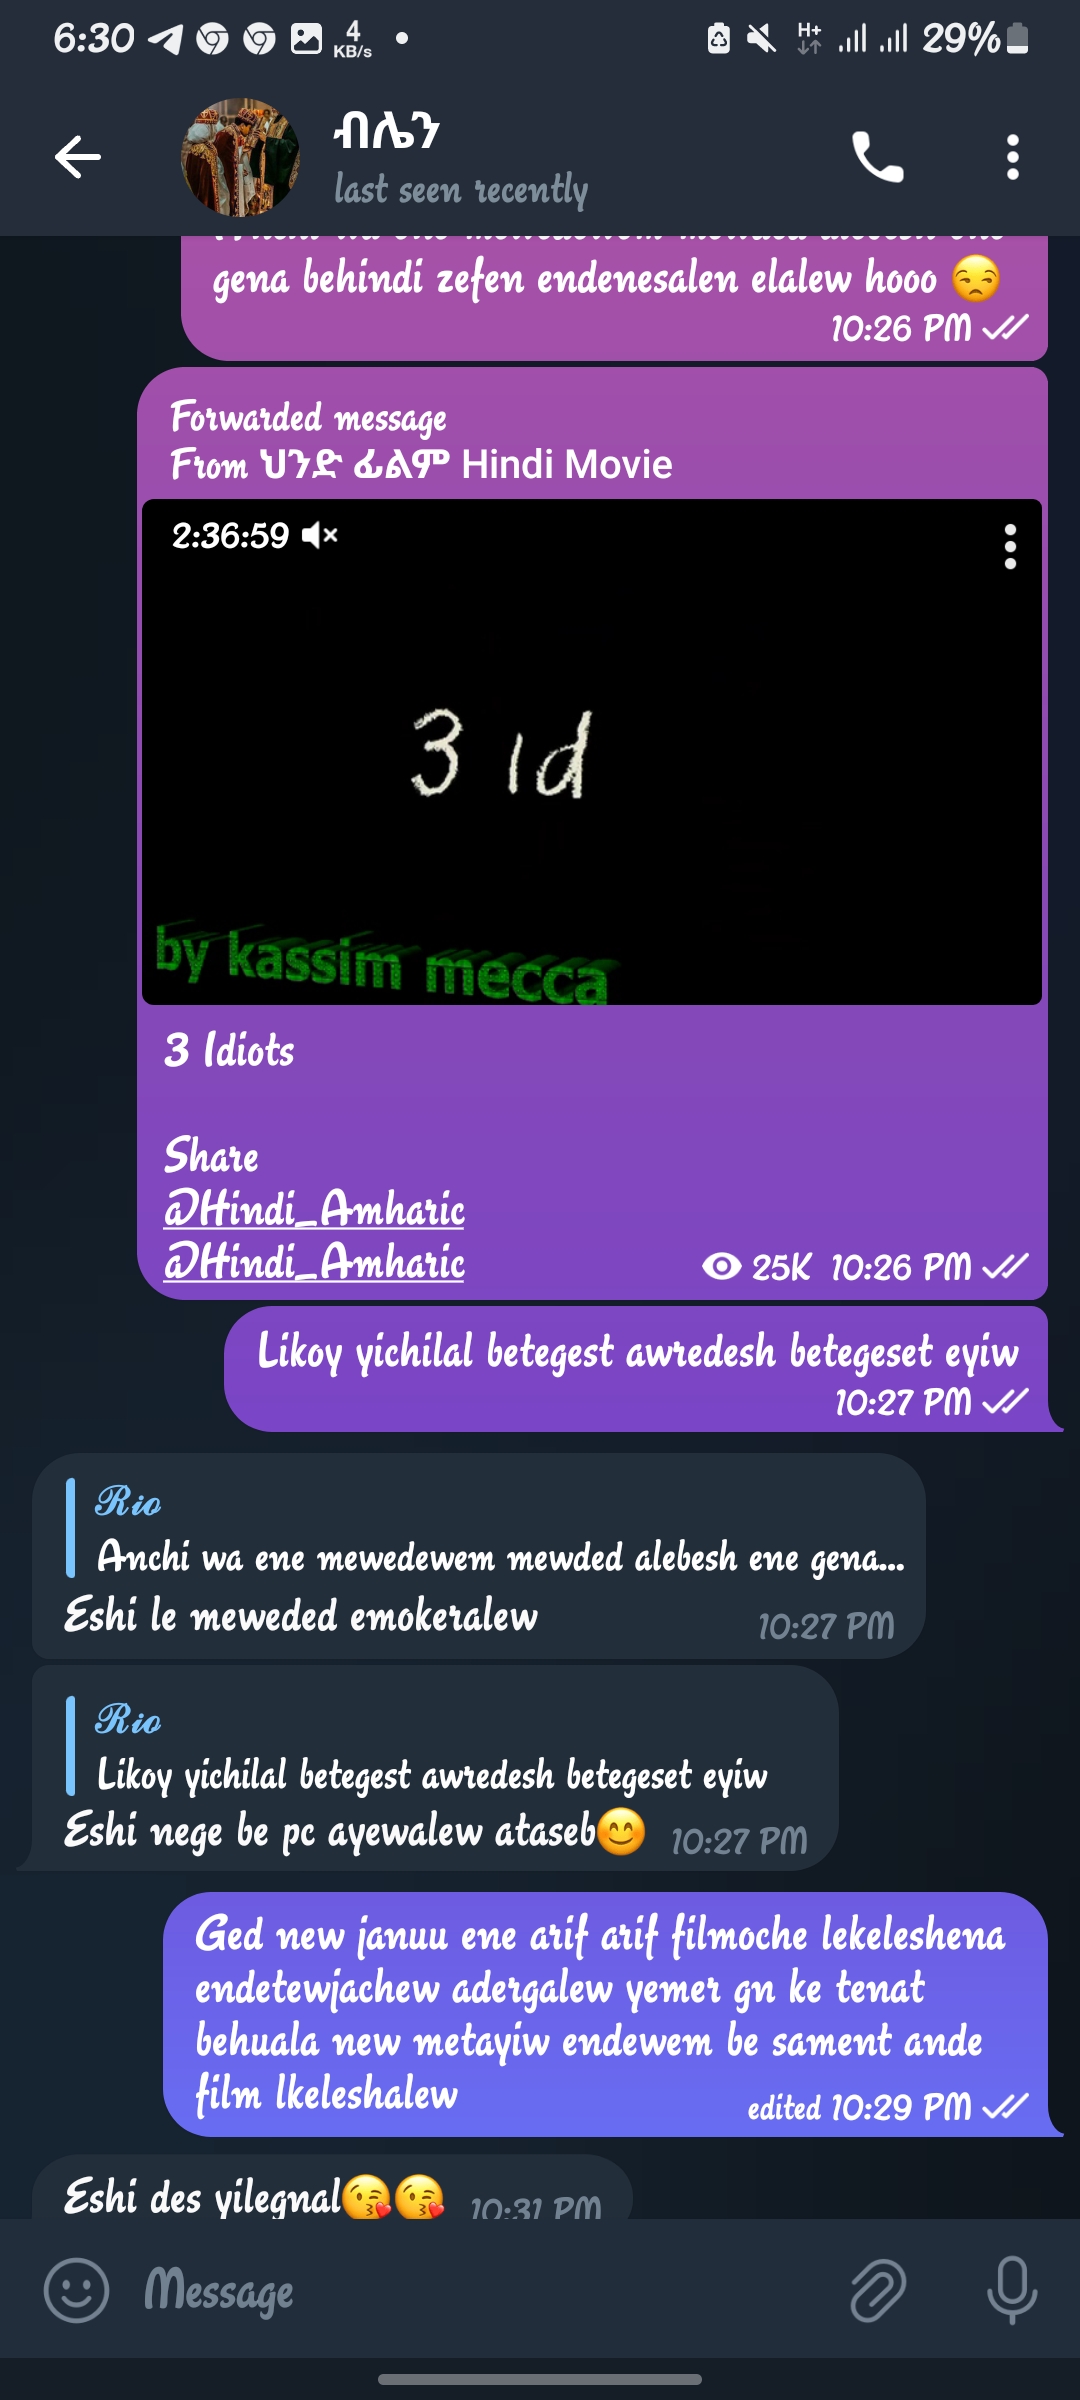 6:30
4
KB/s
H+
29%
ብሌን
last seen recently
gena behindi zefen endenesalen elalew hooo 😒
10:26 PM
Forwarded message
From ህንድ ፊልም Hindi Movie
2:36:59
3 id
by kassim mecca
3 Idiots
Share
@Hindi_Amharic
@Hindi_Amharic
25K 10:26 PM
Likoy yichilal betegest awredesh betegeset eyiw
10:27 PM
Rio
Anchi wa ene mewedewem mewded alebesh ene gena...
Eshi le meweded emokeralew
10:27 PM
Rio
Likoy yichilal betegest awredesh betegeset eyiw
Eshi nege be pc ayewalew ataseb😊
10:27 PM
Ged new januu ene arif arif filmoche lekeleshena
endetewjachew adergalew yemer gn ke tenat
behuala new metayiw endewem be sament ande
film lkeleshalew
edited 10:29 PM
Eshi des yilegnal😘😘
10:31 PM
Message